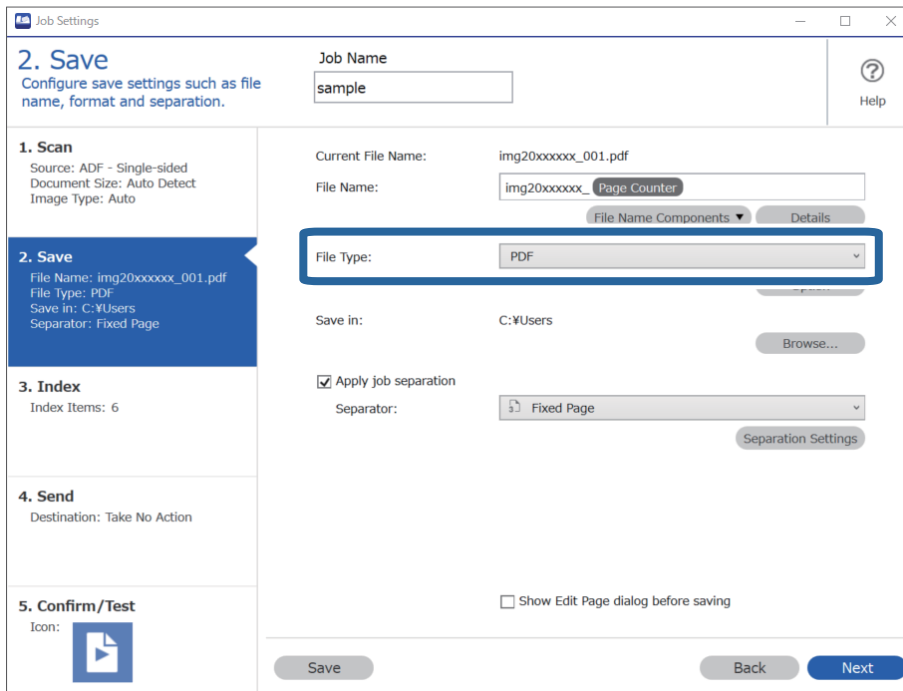 Job Settings
2. Save
Configure save settings such as file
name, format and separation.
Job Name
sample
Help
1. Scan
Source: ADF - Single-sided
Document Size: Auto Detect
Image Type: Auto
2. Save
File Name: img20xxxxxx_001.pdf
File Type: PDF
Save in: C:¥Users
Separator: Fixed Page
3. Index
Index Items: 6
4. Send
Destination: Take No Action
5. Confirm/Test
Icon:
Current File Name: img20xxxxxx_001.pdf
File Name: img20xxxxxx_ Page Counter
File Name Components ▼ Details
File Type: PDF
Save in: C:¥Users
Browse...
Apply job separation
Separator: Fixed Page
Separation Settings
Show Edit Page dialog before saving
Save Back Next